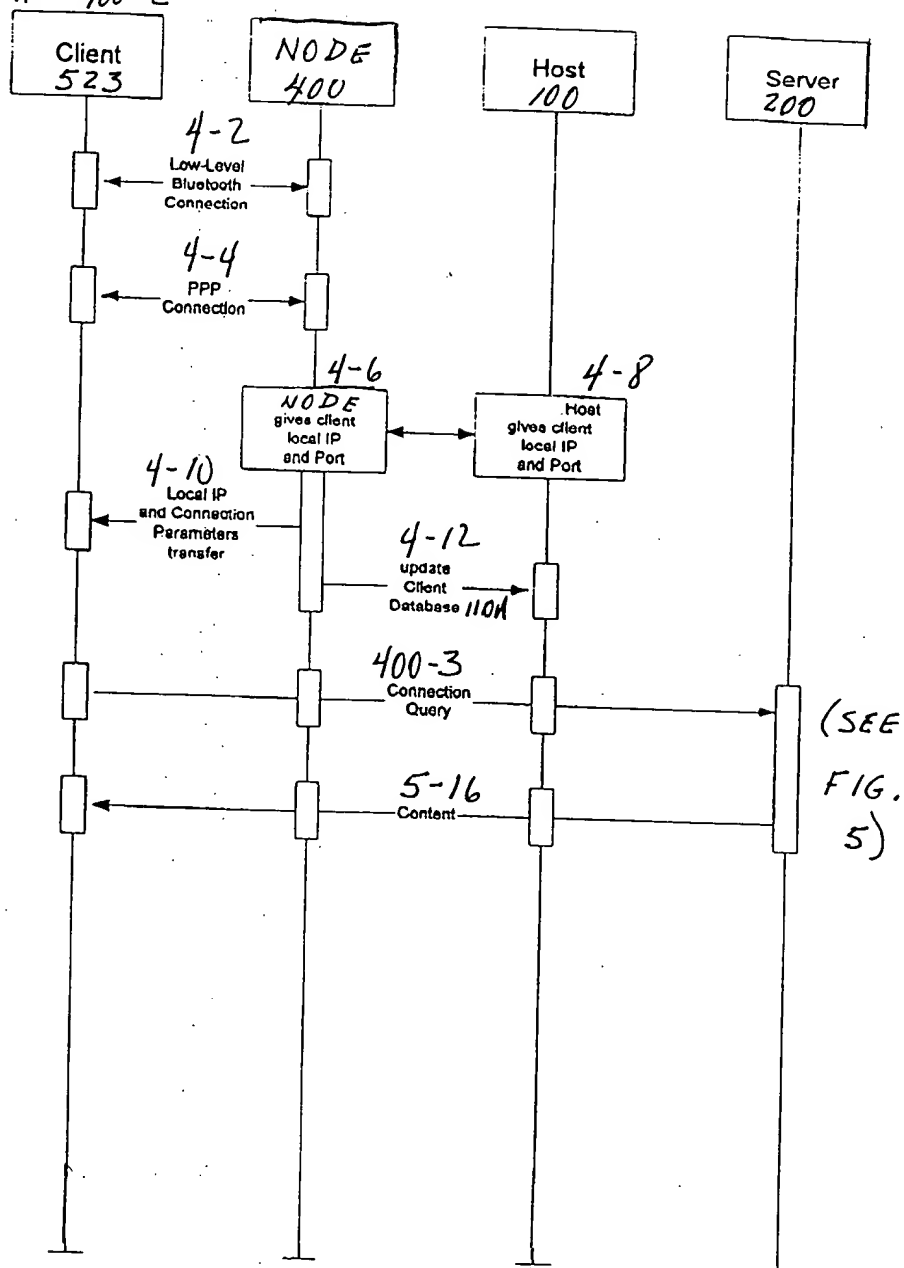 Client
523
NODE
400
Host
100
Server
200
4-2
Low-Level
Bluetooth
Connection
4-4
PPP
Connection
4-6
NODE
gives client
local IP
and Port
4-8
Host
gives client
local IP
and Port
4-10
Local IP
and Connection
Parameters
transfer
4-12
update
Client
Database 110A
400-3
Connection
Query
(SEE
FIG.
5)
5-16
Content